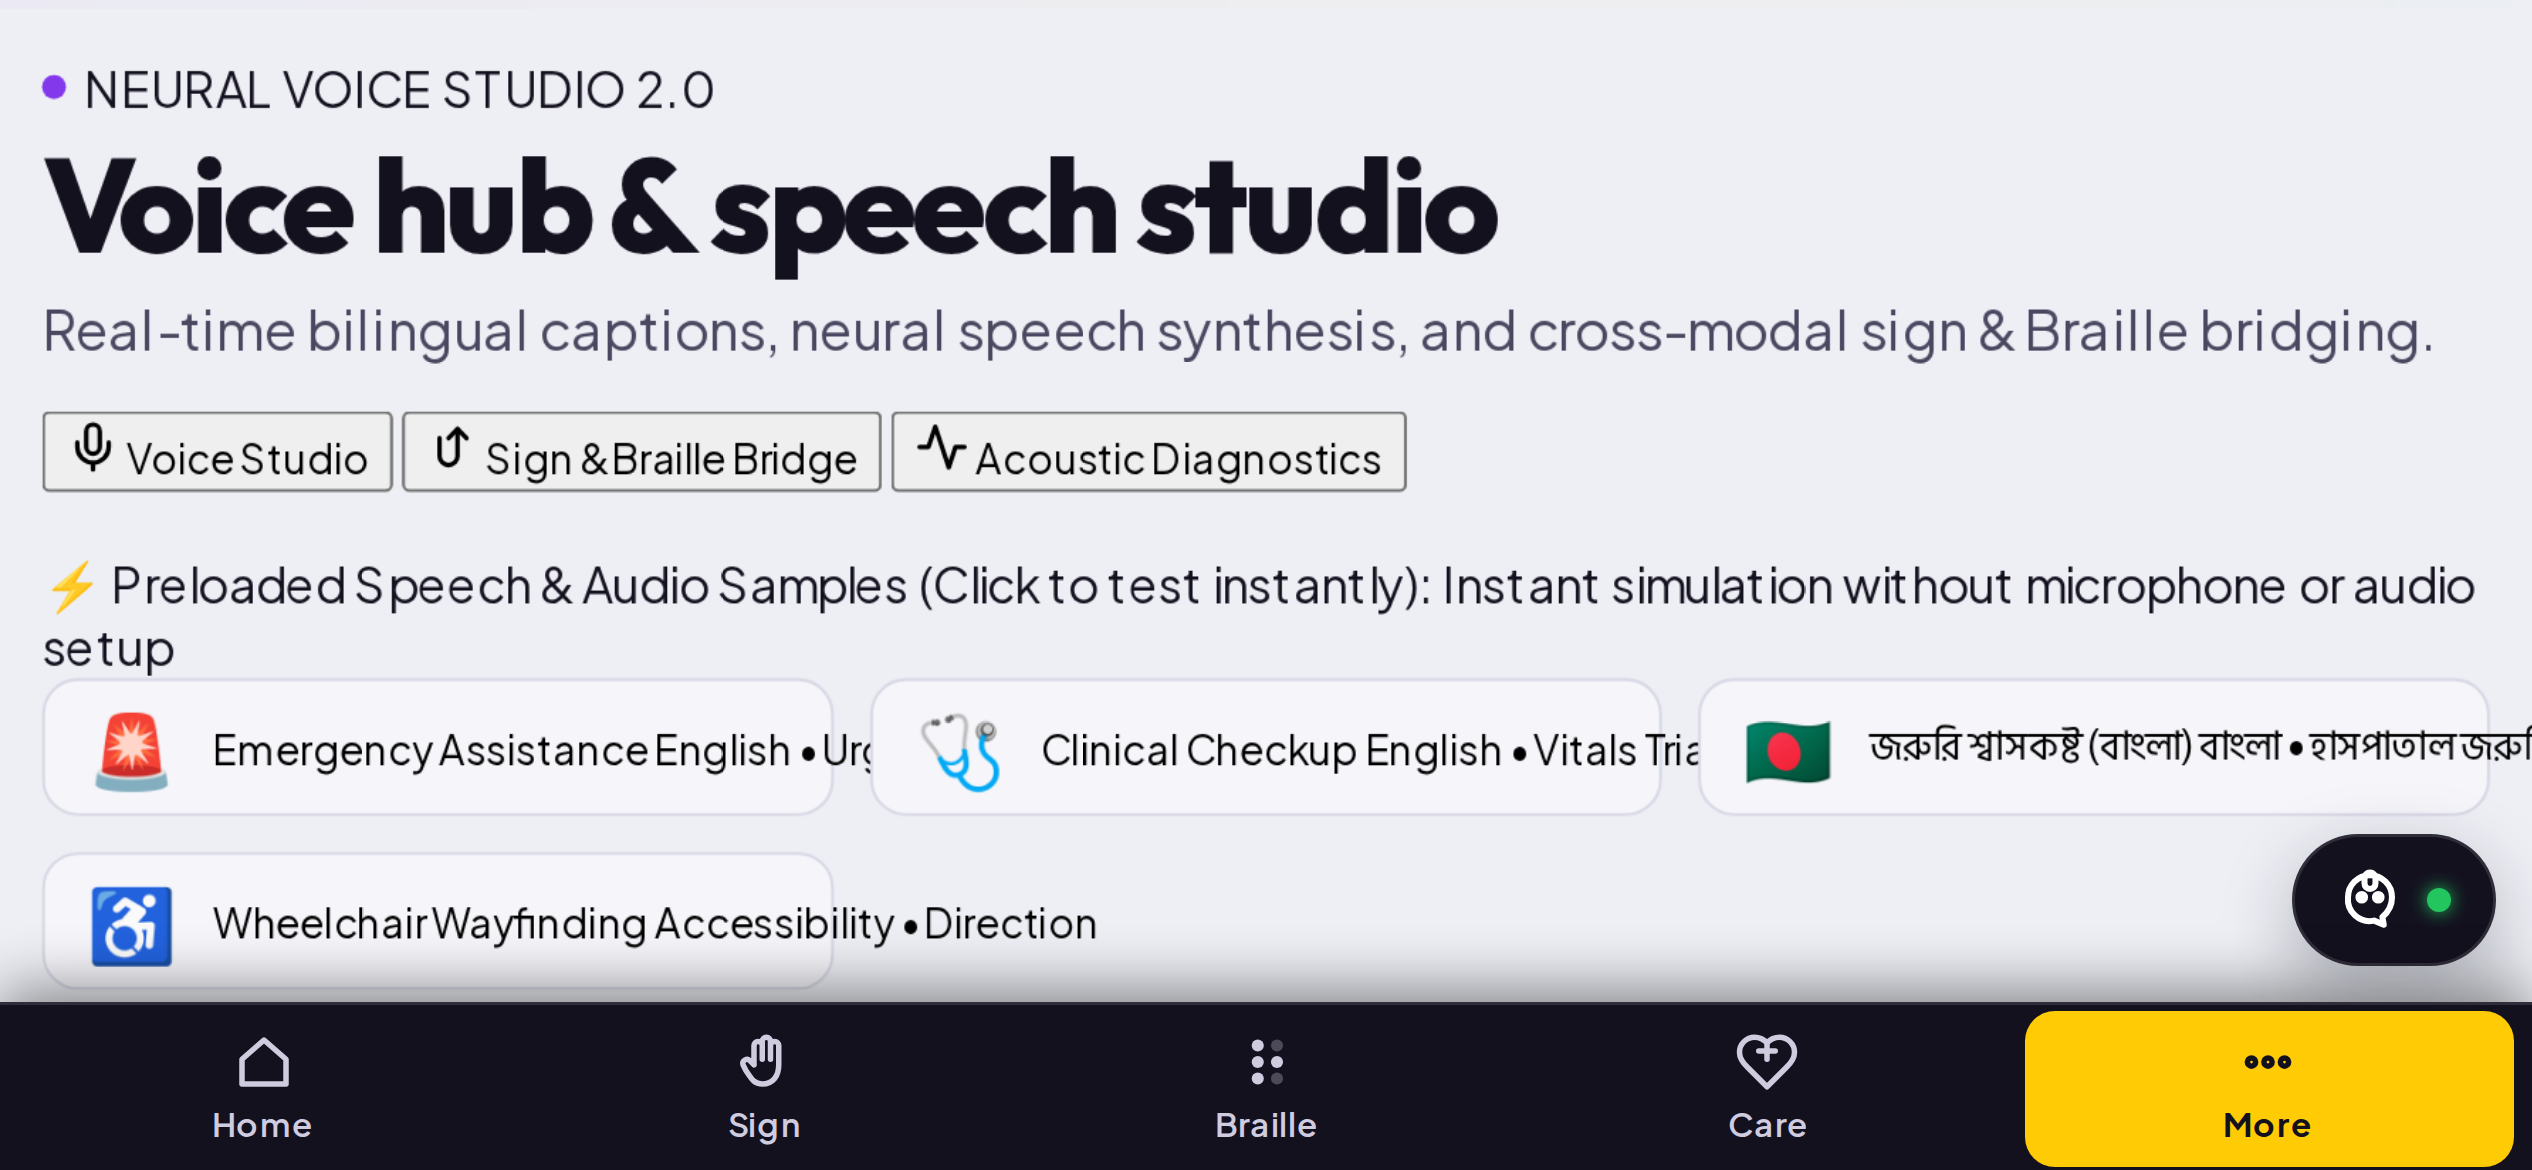 NEURAL VOICE STUDIO 2.0
Voice hub & speech studio
Real-time bilingual captions, neural speech synthesis, and cross-modal sign & Braille bridging.
Voice Studio
Sign & Braille Bridge
Acoustic Diagnostics
⚡ Preloaded Speech & Audio Samples (Click to test instantly): Instant simulation without microphone or audio
setup
Emergency Assistance English • Urg
Clinical Checkup English • Vitals Tria
জরুরি শ্বাসকষ্ট (বাংলা) বাংলা • হাসপাতাল জরুরি
Wheelchair Wayfinding Accessibility • Direction
Home
Sign
Braille
Care
More